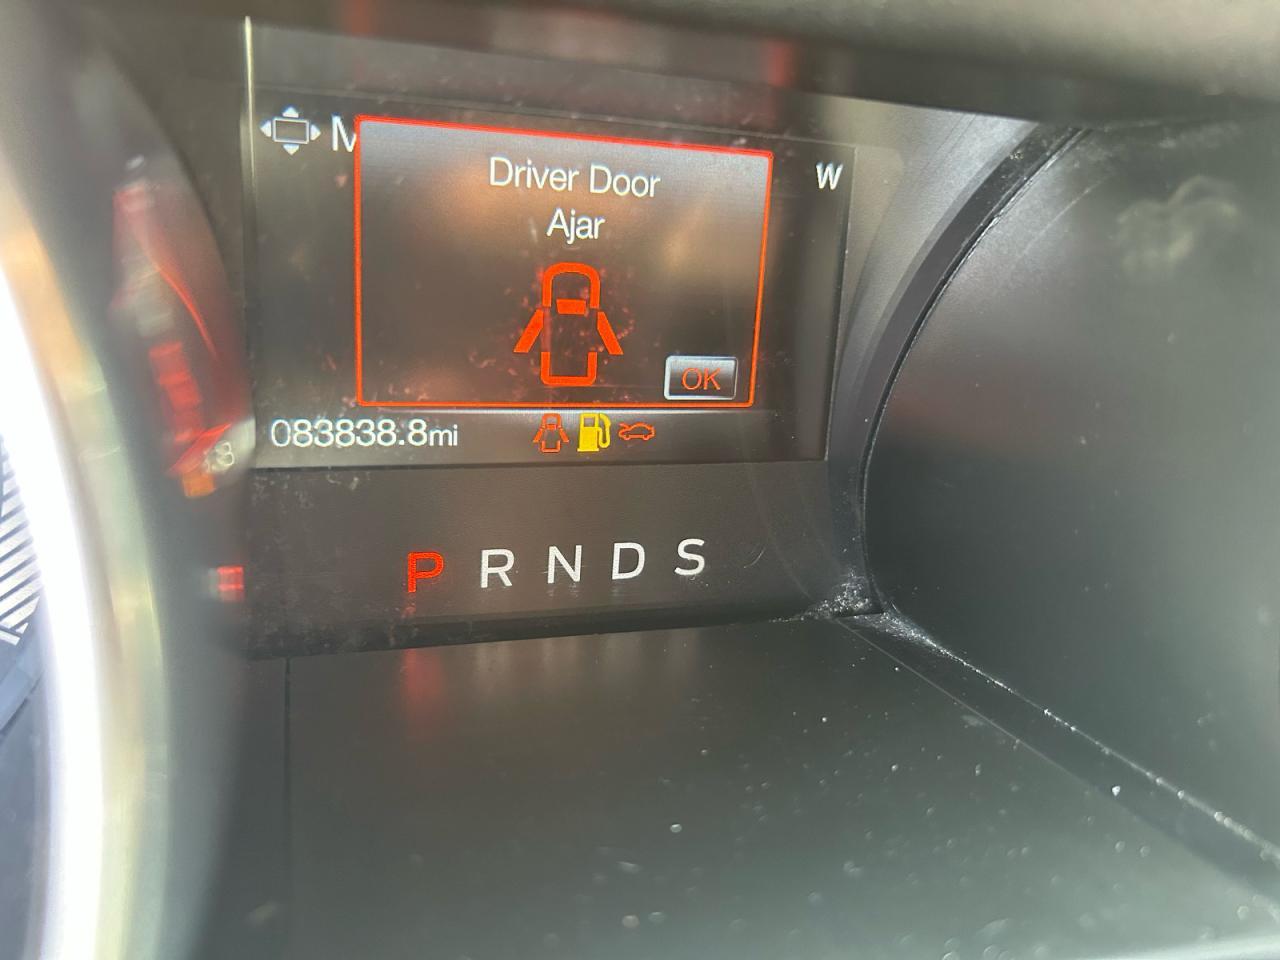 M
W
Driver Door
Ajar
OK
083838.8mi
P R N D S